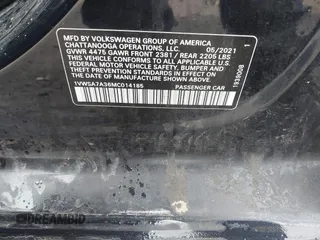 MFD BY VOLKSWAGEN GROUP OF AMERICA
CHATTANOOGA OPERATIONS, LLC 05/2021
GVWR 4475 GAWR FRONT 2381 / REAR 2205 LBS
THIS VEHICLE CONFORMS TO ALL APPLICABLE
FEDERAL MOTOR VEHICLE SAFETY, BUMPER AND
THEFT PREVENTION STANDARDS IN EFFECT ON
THE DATE OF MANUFACTURE SHOWN ABOVE.
1VWSA7A36MC014185 PASSENGER CAR
1
DREAMBID